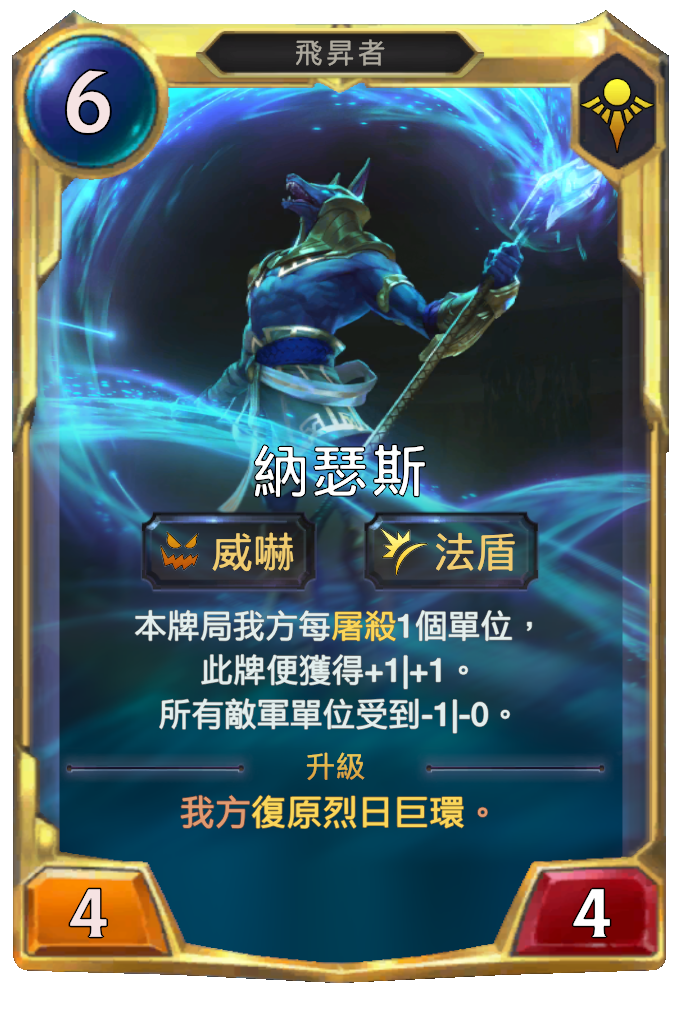 飛昇者
6
納瑟斯
威嚇 法盾
本牌局我方每屠殺1個單位，
此牌便獲得+1|+1。
所有敵軍單位受到-1|-0。
升級
我方復原烈日巨環。
4 4